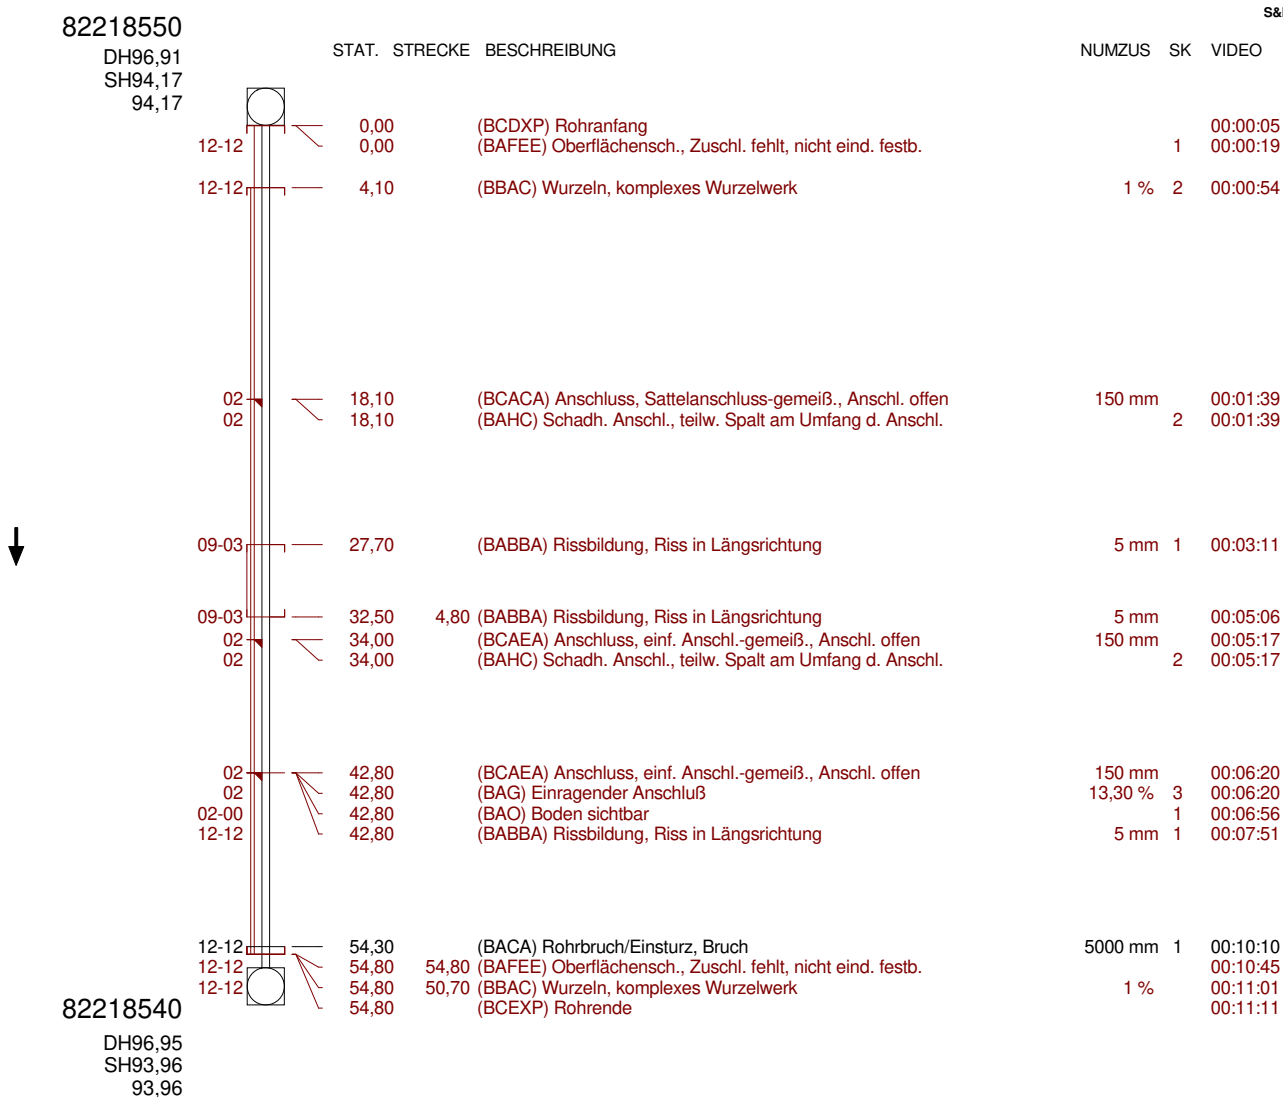 S&
82218550
DH96,91
SH94,17
94,17
STAT. STRECKE BESCHREIBUNG NUMZUS SK VIDEO
0,00 (BCDXP) Rohranfang 00:00:05
12-12 0,00 (BAFEE) Oberflächensch., Zuschl. fehlt, nicht eind. festb. 1 00:00:19
12-12 4,10 (BBAC) Wurzeln, komplexes Wurzelwerk 1 % 2 00:00:54
02 18,10 (BCACA) Anschluss, Sattelanschluss-gemeiß., Anschl. offen 150 mm 00:01:39
02 18,10 (BAHC) Schadh. Anschl., teilw. Spalt am Umfang d. Anschl. 2 00:01:39
09-03 27,70 (BABBA) Rissbildung, Riss in Längsrichtung 5 mm 1 00:03:11
09-03 32,50 4,80 (BABBA) Rissbildung, Riss in Längsrichtung 5 mm 00:05:06
02 34,00 (BCAEA) Anschluss, einf. Anschl.-gemeiß., Anschl. offen 150 mm 00:05:17
02 34,00 (BAHC) Schadh. Anschl., teilw. Spalt am Umfang d. Anschl. 2 00:05:17
02 42,80 (BCAEA) Anschluss, einf. Anschl.-gemeiß., Anschl. offen 150 mm 00:06:20
02 42,80 (BAG) Einragender Anschluß 13,30 % 3 00:06:20
02-00 42,80 (BAO) Boden sichtbar 1 00:06:56
12-12 42,80 (BABBA) Rissbildung, Riss in Längsrichtung 5 mm 1 00:07:51
12-12 54,30 (BACA) Rohrbruch/Einsturz, Bruch 5000 mm 1 00:10:10
12-12 54,80 54,80 (BAFEE) Oberflächensch., Zuschl. fehlt, nicht eind. festb. 00:10:45
12-12 54,80 50,70 (BBAC) Wurzeln, komplexes Wurzelwerk 1 % 00:11:01
54,80 (BCEXP) Rohrende 00:11:11
82218540
DH96,95
SH93,96
93,96